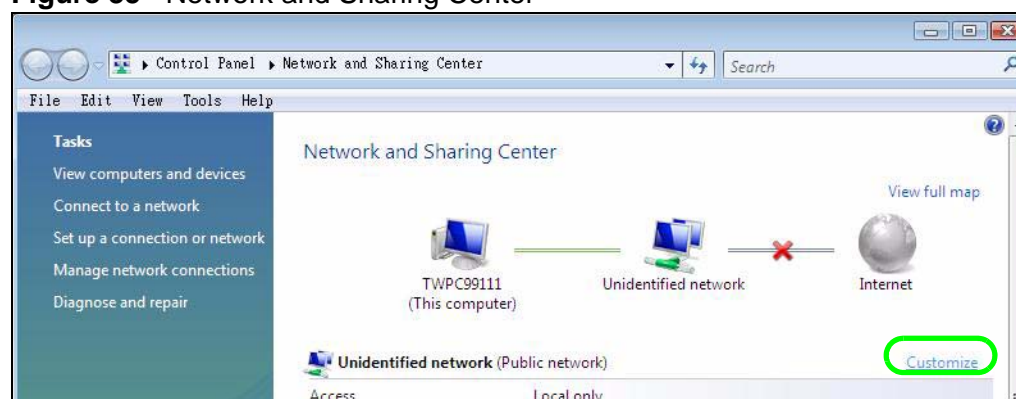 Figure 53 Network and Sharing Center
Control Panel Network and Sharing Center
Search
File Edit View Tools Help
Tasks
View computers and devices
Connect to a network
Set up a connection or network
Manage network connections
Diagnose and repair
Network and Sharing Center
View full map
TWPC99111
(This computer)
Unidentified network
Internet
Unidentified network (Public network)
Customize
Access Local only